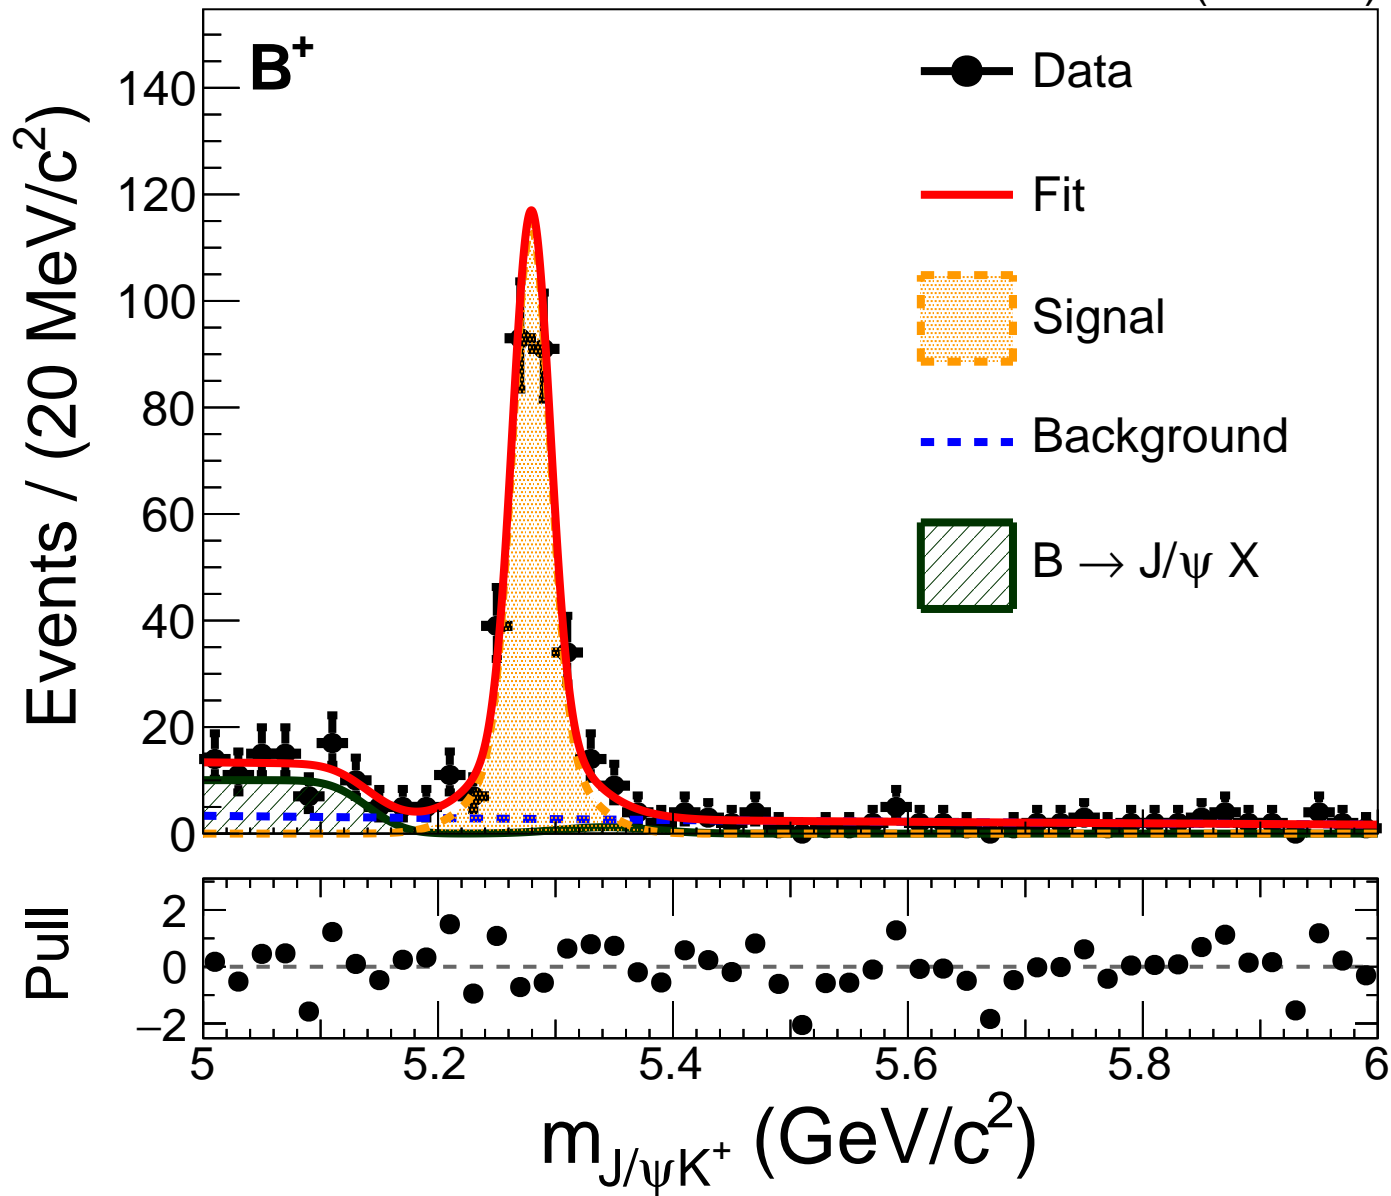 B⁺
Data
Fit
Signal
Background
B → J/ψ X
Events / (20 MeV/c²)
140
120
100
80
60
40
20
0
Pull
2
0
−2
5 5.2 5.4 5.6 5.8 6
m_{J/ψK⁺} (GeV/c²)